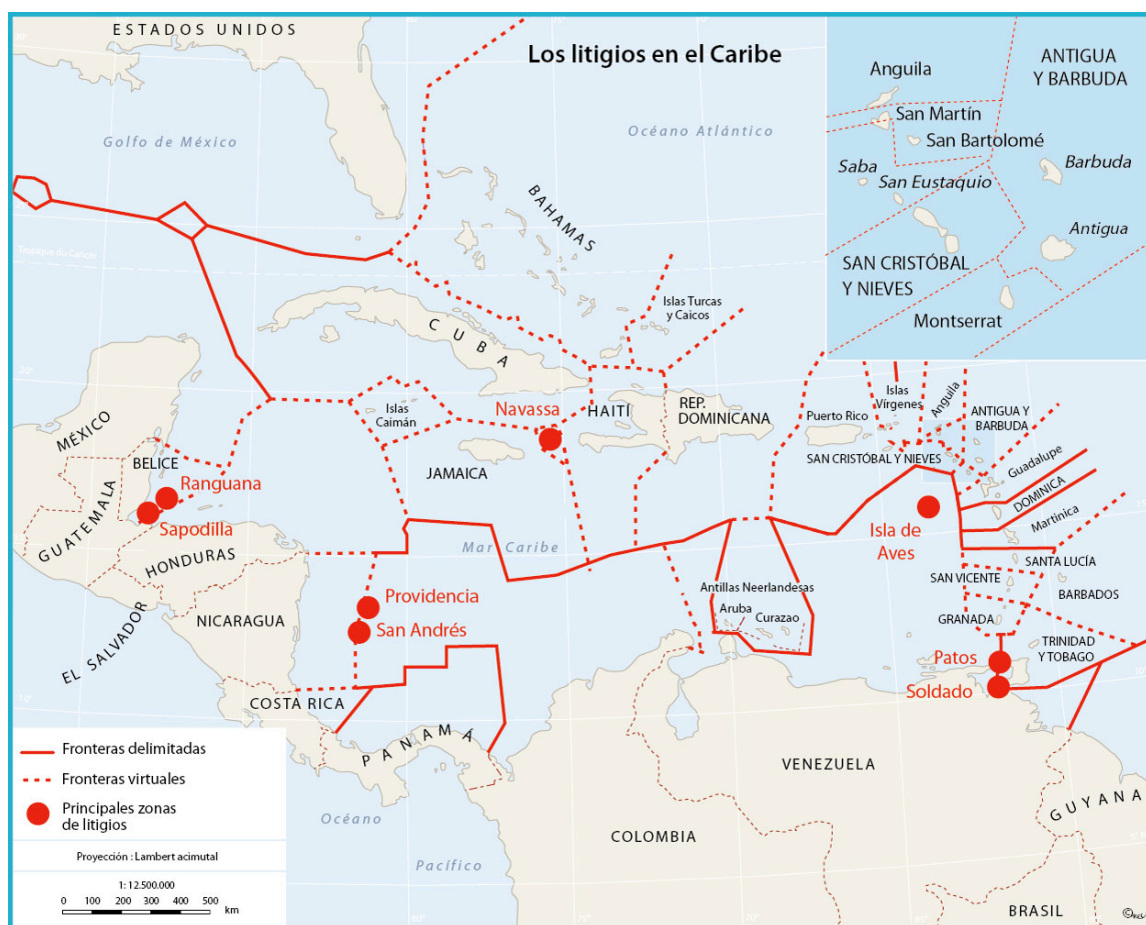 Los litigios en el Caribe
ESTADOS UNIDOS
Golfo de México
Océano Atlántico
BAHAMAS
Islas Turcas
y Caicos
CUBA
Islas
Caimán
Navassa
HAITÍ
REP.
DOMINICANA
JAMAICA
MÉXICO
BELICE
Ranguana
Sapodilla
GUATEMALA
HONDURAS
EL SALVADOR
NICARAGUA
COSTA RICA
PANAMÁ
Mar Caribe
Providencia
San Andrés
Puerto Rico
Islas
Vírgenes
Anguila
ANTIGUA Y
BARBUDA
SAN CRISTÓBAL
Y NIEVES
Guadalupe
DOMINICA
Martinica
Isla de
Aves
SANTA LUCÍA
SAN VICENTE
BARBADOS
GRANADA
TRINIDAD
Y TOBAGO
Patos
Soldado
Antillas Neerlandesas
Aruba
Curazao
VENEZUELA
COLOMBIA
GUYANA
BRASIL
Océano
Pacífico
Anguila
San Martín
San Bartolomé
Saba
San Eustaquio
ANTIGUA
Y BARBUDA
Barbuda
Antigua
SAN CRISTÓBAL
Y NIEVES
Montserrat
Fronteras delimitadas
Fronteras virtuales
Principales zonas
de litigios
Proyección : Lambert acimutal
1: 12.500.000
0 100 200 300 400 500 km